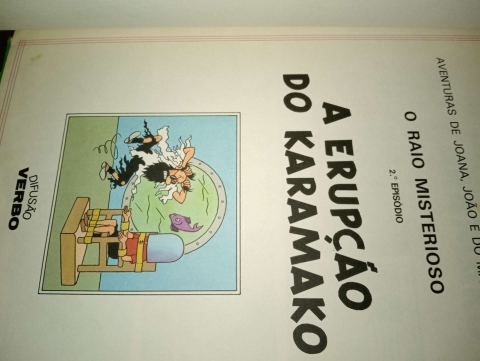 AVENTURAS DE JOANA, JOÃO E DO
O RAIO MISTERIOSO
2.º EPISÓDIO
A ERUPÇÃO
DO KARAMAKO
DIFUSÃO
VERBO